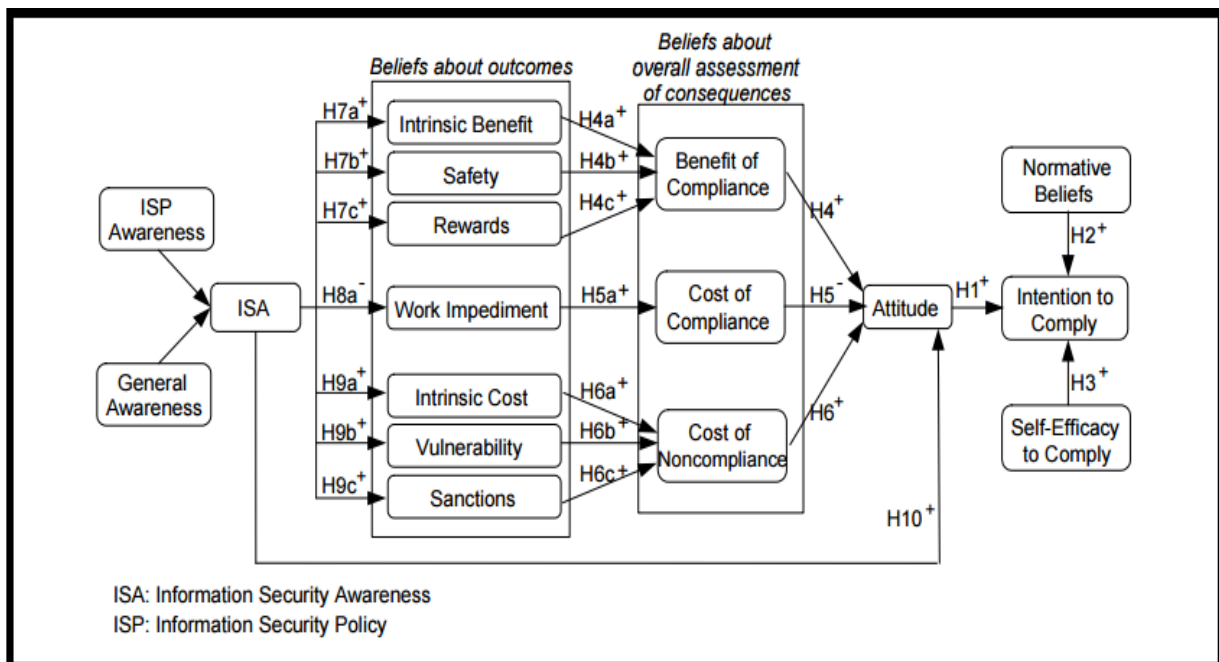 Beliefs about outcomes
Beliefs about
overall assessment
of consequences
H7a+
Intrinsic Benefit
H4a+
H7b+
Safety
H4b+
H7c+
Rewards
H4c+
Benefit of
Compliance
H4+
Normative
Beliefs
H2+
ISP
Awareness
ISA
H8a-
Work Impediment
H5a+
Cost of
Compliance
H5-
Attitude
H1+
Intention to
Comply
General
Awareness
H9a+
Intrinsic Cost
H6a+
H9b+
Vulnerability
H6b+
H9c+
Sanctions
H6c+
Cost of
Noncompliance
H6+
H3+
Self-Efficacy
to Comply
H10+
ISA: Information Security Awareness
ISP: Information Security Policy